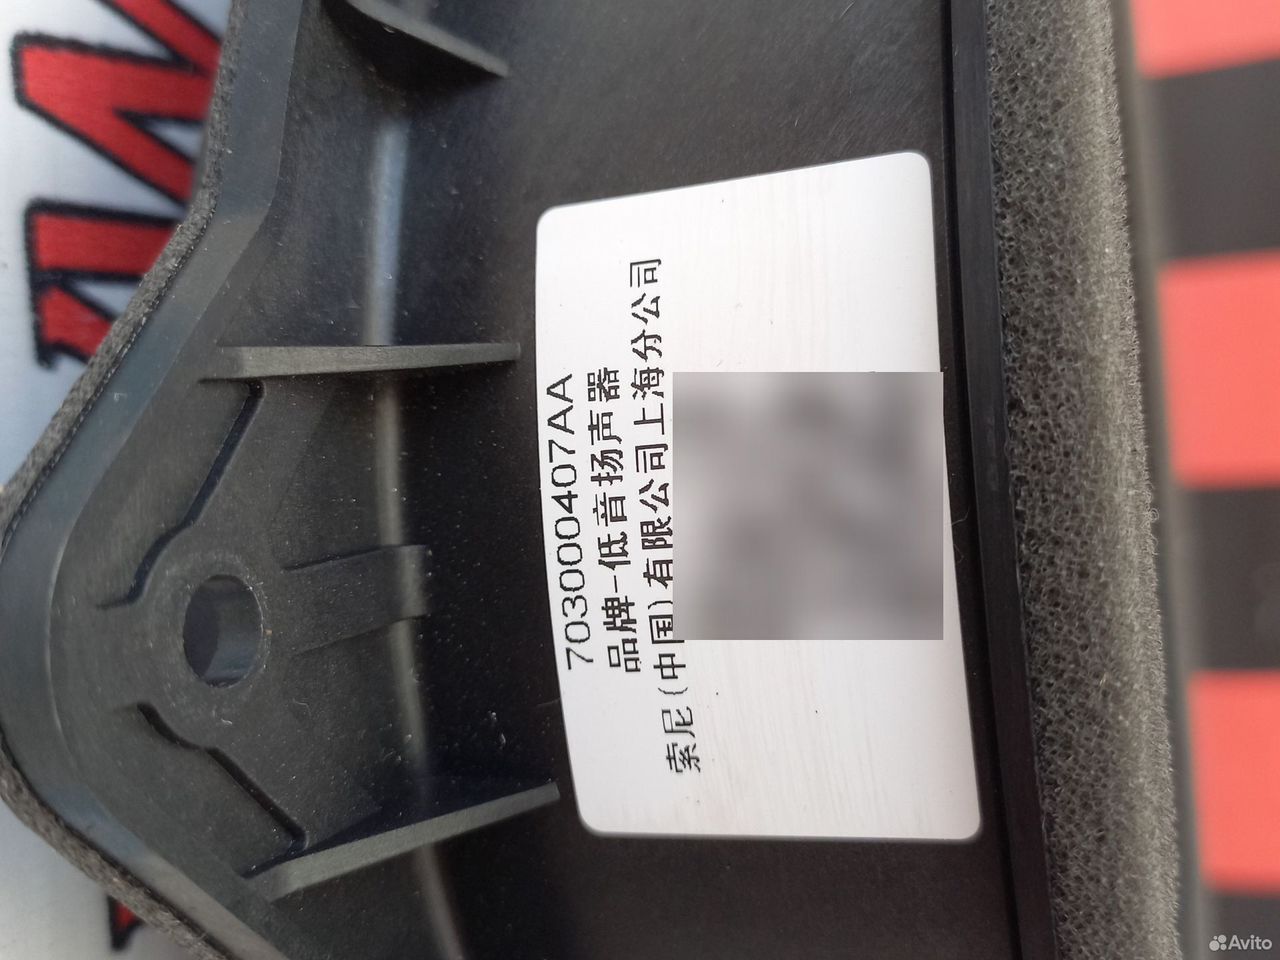 703000407AA
品牌-低音扬声器
索尼(中国)有限公司上海分公司
Avito